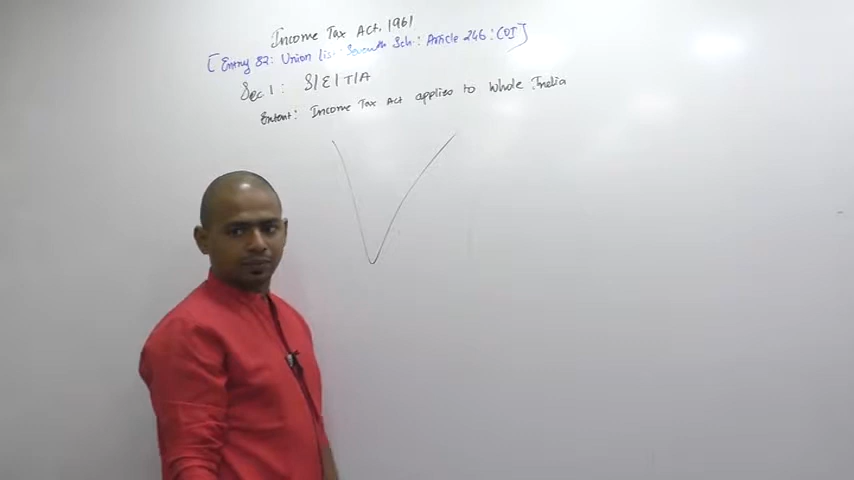 Income Tax Act, 1961
[Entry 82: Union list: Seventh Sch: Article 246: COI]
Sec 1: S/E/T/A
Extent: Income Tax Act applies to whole India